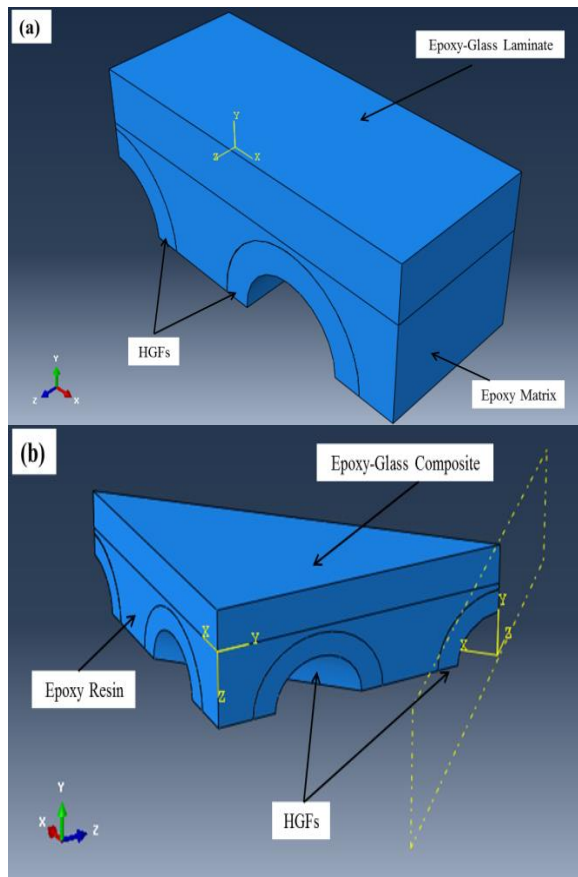 (a)
Epoxy-Glass Laminate
Y
Z X
HGFs
Y
Z X
Epoxy Matrix
(b)
Epoxy-Glass Composite
X Y
Z
Y
X Z
Epoxy Resin
HGFs
Y
X Z